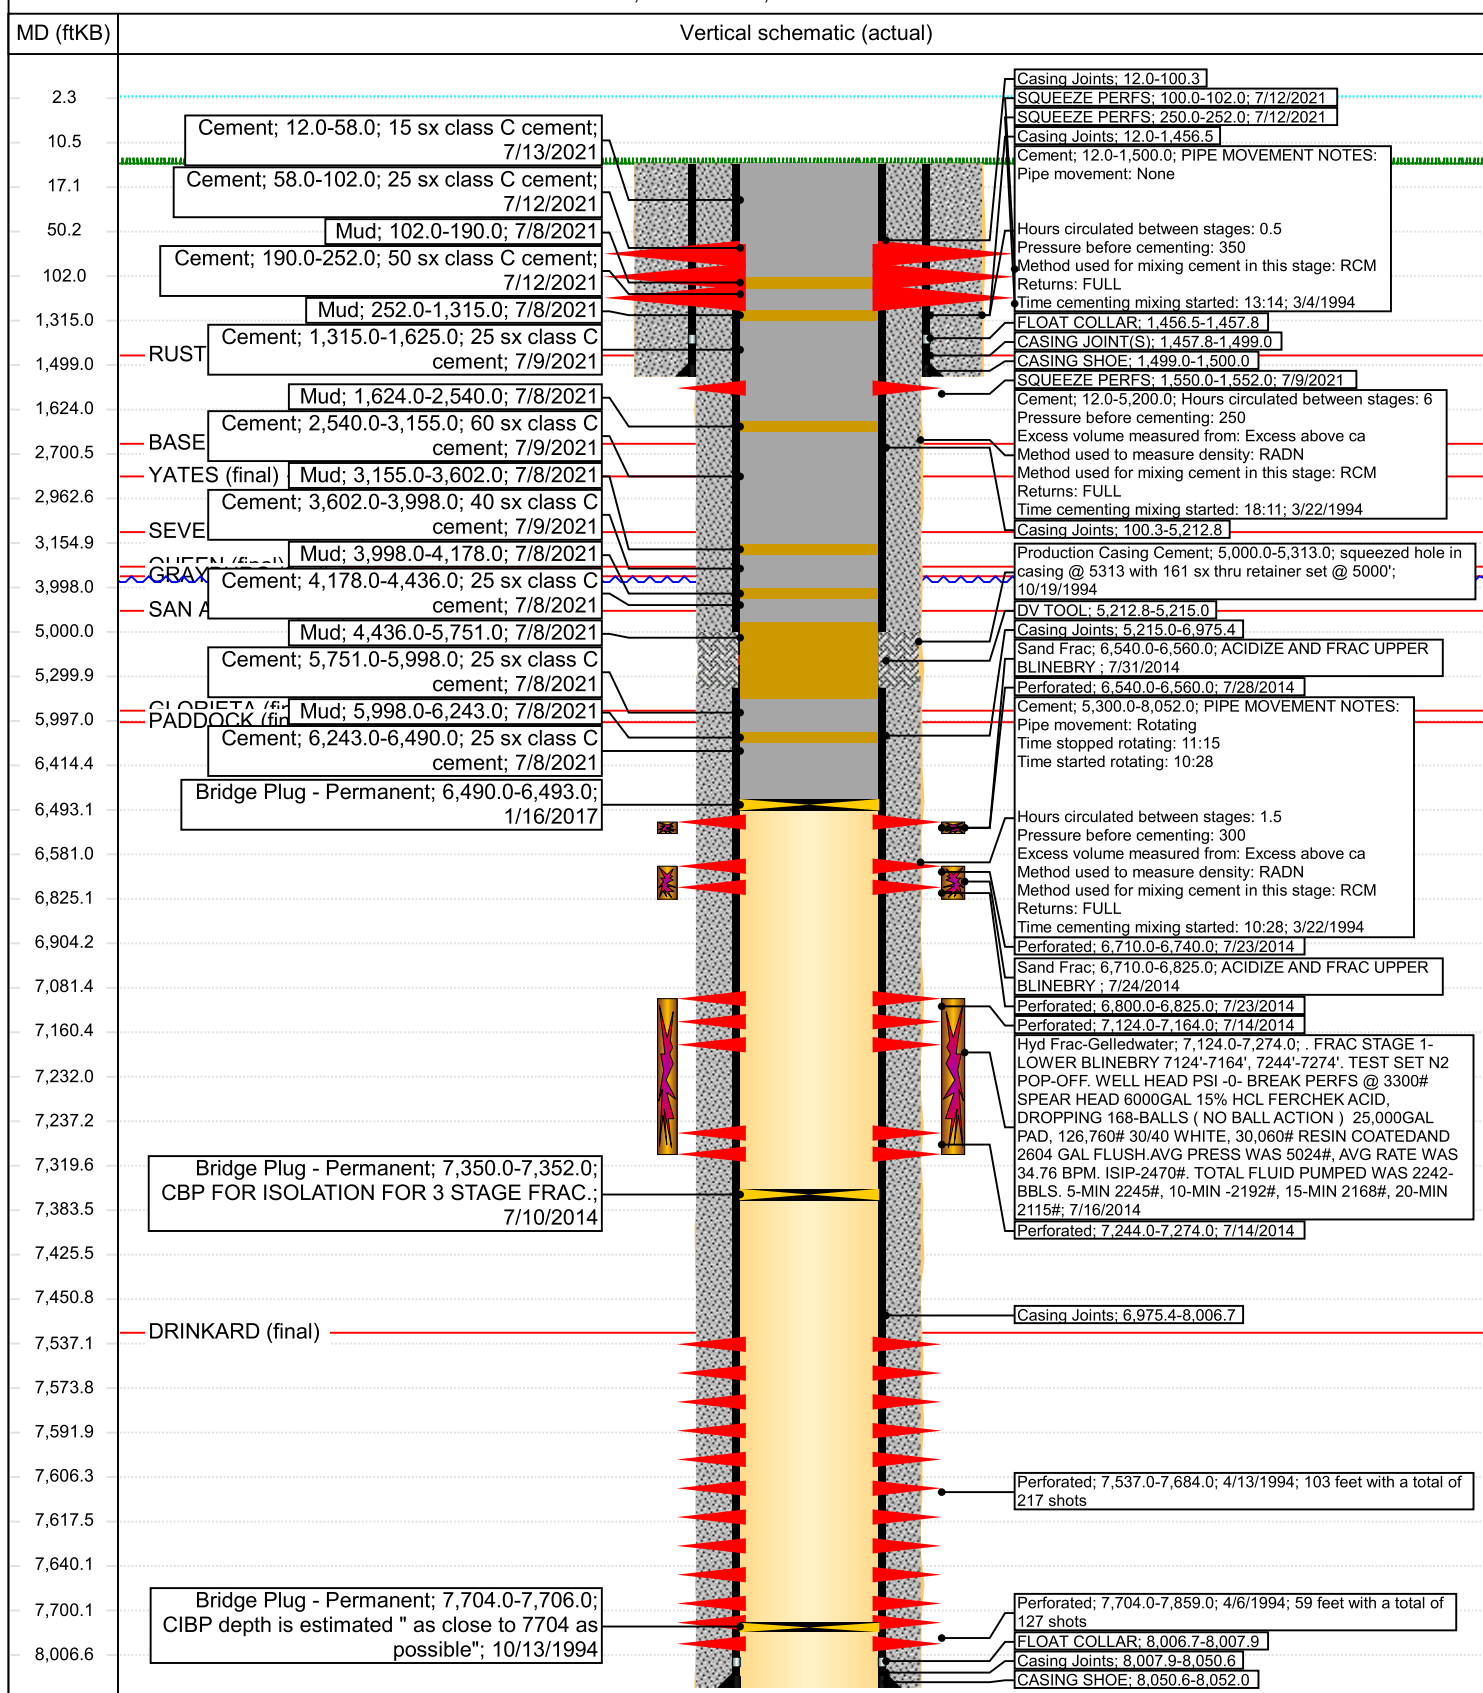 MD (ftKB)
Vertical schematic (actual)
2.3
10.5
17.1
50.2
102.0
1,315.0
1,499.0
1,624.0
2,700.5
2,962.6
3,154.9
3,998.0
5,000.0
5,299.9
5,997.0
6,414.4
6,493.1
6,581.0
6,825.1
6,904.2
7,081.4
7,160.4
7,232.0
7,237.2
7,319.6
7,383.5
7,425.5
7,450.8
7,537.1
7,573.8
7,591.9
7,606.3
7,617.5
7,640.1
7,700.1
8,006.6
RUST
BASE
YATES (final)
SEVE
QUEEN (final)
GRAY
SAN A
GLORIETA (fin
PADDOCK (fin
DRINKARD (final)
Cement; 12.0-58.0; 15 sx class C cement;
7/13/2021
Cement; 58.0-102.0; 25 sx class C cement;
7/12/2021
Mud; 102.0-190.0; 7/8/2021
Cement; 190.0-252.0; 50 sx class C cement;
7/12/2021
Mud; 252.0-1,315.0; 7/8/2021
Cement; 1,315.0-1,625.0; 25 sx class C
cement; 7/9/2021
Mud; 1,624.0-2,540.0; 7/8/2021
Cement; 2,540.0-3,155.0; 60 sx class C
cement; 7/9/2021
Mud; 3,155.0-3,602.0; 7/8/2021
Cement; 3,602.0-3,998.0; 40 sx class C
cement; 7/9/2021
Mud; 3,998.0-4,178.0; 7/8/2021
Cement; 4,178.0-4,436.0; 25 sx class C
cement; 7/8/2021
Mud; 4,436.0-5,751.0; 7/8/2021
Cement; 5,751.0-5,998.0; 25 sx class C
cement; 7/8/2021
Mud; 5,998.0-6,243.0; 7/8/2021
Cement; 6,243.0-6,490.0; 25 sx class C
cement; 7/8/2021
Bridge Plug - Permanent; 6,490.0-6,493.0;
1/16/2017
Bridge Plug - Permanent; 7,350.0-7,352.0;
CBP FOR ISOLATION FOR 3 STAGE FRAC.;
7/10/2014
Bridge Plug - Permanent; 7,704.0-7,706.0;
CIBP depth is estimated " as close to 7704 as
possible"; 10/13/1994
Casing Joints; 12.0-100.3
SQUEEZE PERFS; 100.0-102.0; 7/12/2021
SQUEEZE PERFS; 250.0-252.0; 7/12/2021
Casing Joints; 12.0-1,456.5
Cement; 12.0-1,500.0; PIPE MOVEMENT NOTES:
Pipe movement: None
Hours circulated between stages: 0.5
Pressure before cementing: 350
Method used for mixing cement in this stage: RCM
Returns: FULL
Time cementing mixing started: 13:14; 3/4/1994
FLOAT COLLAR; 1,456.5-1,457.8
CASING JOINT(S); 1,457.8-1,499.0
CASING SHOE; 1,499.0-1,500.0
SQUEEZE PERFS; 1,550.0-1,552.0; 7/9/2021
Cement; 12.0-5,200.0; Hours circulated between stages: 6
Pressure before cementing: 250
Excess volume measured from: Excess above ca
Method used to measure density: RADN
Method used for mixing cement in this stage: RCM
Returns: FULL
Time cementing mixing started: 18:11; 3/22/1994
Casing Joints; 100.3-5,212.8
Production Casing Cement; 5,000.0-5,313.0; squeezed hole in
casing @ 5313 with 161 sx thru retainer set @ 5000';
10/19/1994
DV TOOL; 5,212.8-5,215.0
Casing Joints; 5,215.0-6,975.4
Sand Frac; 6,540.0-6,560.0; ACIDIZE AND FRAC UPPER
BLINEBRY ; 7/31/2014
Perforated; 6,540.0-6,560.0; 7/28/2014
Cement; 5,300.0-8,052.0; PIPE MOVEMENT NOTES:
Pipe movement: Rotating
Time stopped rotating: 11:15
Time started rotating: 10:28
Hours circulated between stages: 1.5
Pressure before cementing: 300
Excess volume measured from: Excess above ca
Method used to measure density: RADN
Method used for mixing cement in this stage: RCM
Returns: FULL
Time cementing mixing started: 10:28; 3/22/1994
Perforated; 6,710.0-6,740.0; 7/23/2014
Sand Frac; 6,710.0-6,825.0; ACIDIZE AND FRAC UPPER
BLINEBRY ; 7/24/2014
Perforated; 6,800.0-6,825.0; 7/23/2014
Perforated; 7,124.0-7,164.0; 7/14/2014
Hyd Frac-Gelledwater; 7,124.0-7,274.0; . FRAC STAGE 1-
LOWER BLINEBRY 7124'-7164', 7244'-7274'. TEST SET N2
POP-OFF. WELL HEAD PSI -0- BREAK PERFS @ 3300#
SPEAR HEAD 6000GAL 15% HCL FERCHEK ACID,
DROPPING 168-BALLS ( NO BALL ACTION ) 25,000GAL
PAD, 126,760# 30/40 WHITE, 30,060# RESIN COATEDAND
2604 GAL FLUSH.AVG PRESS WAS 5024#, AVG RATE WAS
34.76 BPM. ISIP-2470#. TOTAL FLUID PUMPED WAS 2242-
BBLS. 5-MIN 2245#, 10-MIN -2192#, 15-MIN 2168#, 20-MIN
2115#; 7/16/2014
Perforated; 7,244.0-7,274.0; 7/14/2014
Casing Joints; 6,975.4-8,006.7
Perforated; 7,537.0-7,684.0; 4/13/1994; 103 feet with a total of
217 shots
Perforated; 7,704.0-7,859.0; 4/6/1994; 59 feet with a total of
127 shots
FLOAT COLLAR; 8,006.7-8,007.9
Casing Joints; 8,007.9-8,050.6
CASING SHOE; 8,050.6-8,052.0